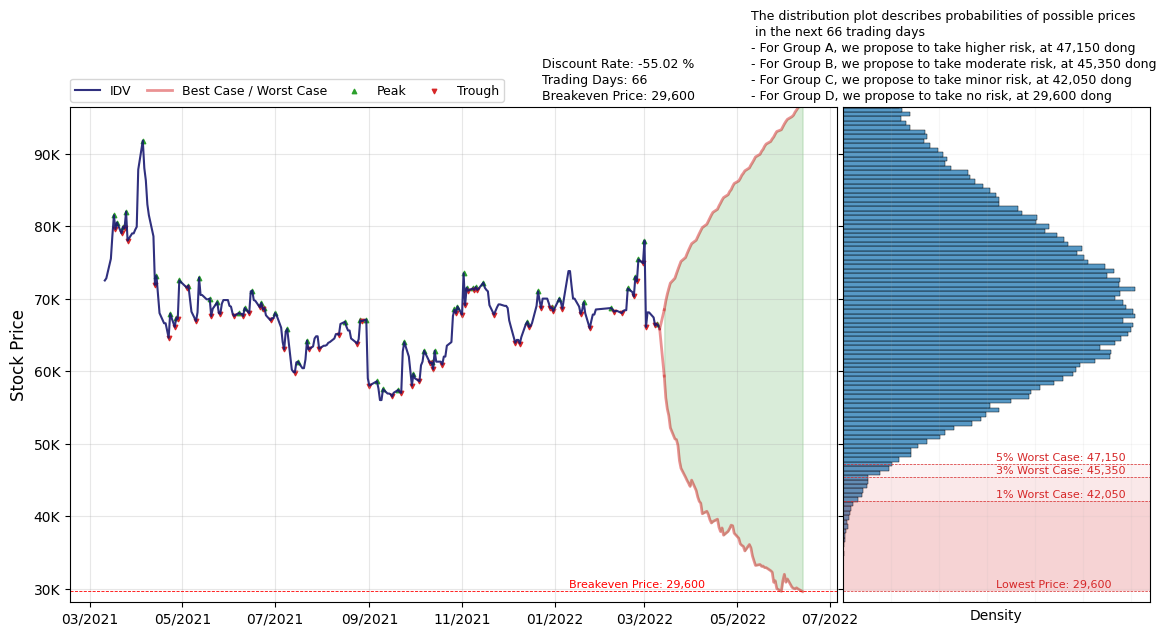 The distribution plot describes probabilities of possible prices
in the next 66 trading days
- For Group A, we propose to take higher risk, at 47,150 dong
- For Group B, we propose to take moderate risk, at 45,350 dong
- For Group C, we propose to take minor risk, at 42,050 dong
- For Group D, we propose to take no risk, at 29,600 dong
Discount Rate: -55.02 %
Trading Days: 66
Breakeven Price: 29,600
IDV
Best Case / Worst Case
Peak
Trough
Stock Price
90K
80K
70K
60K
50K
40K
30K
Breakeven Price: 29,600
03/2021
05/2021
07/2021
09/2021
11/2021
01/2022
03/2022
05/2022
07/2022
5% Worst Case: 47,150
3% Worst Case: 45,350
1% Worst Case: 42,050
Lowest Price: 29,600
Density